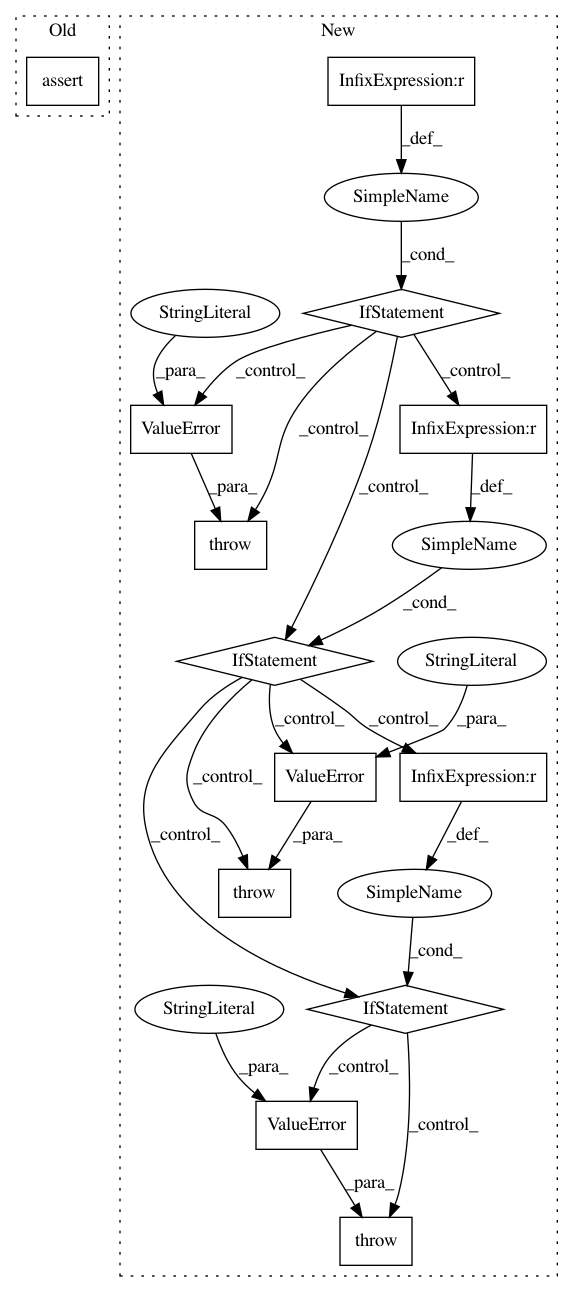 Old
New
assert
InfixExpression:r
_def_
SimpleName
_cond_
StringLiteral
IfStatement
_para_
_control_
_control_
_control_
_control_
ValueError
InfixExpression:r
_para_
_def_
throw
SimpleName
_cond_
IfStatement
StringLiteral
_control_
_control_
_para_
_control_
ValueError
InfixExpression:r
_control_
_para_
_def_
throw
SimpleName
_cond_
StringLiteral
IfStatement
_para_
_control_
ValueError
_control_
_para_
throw